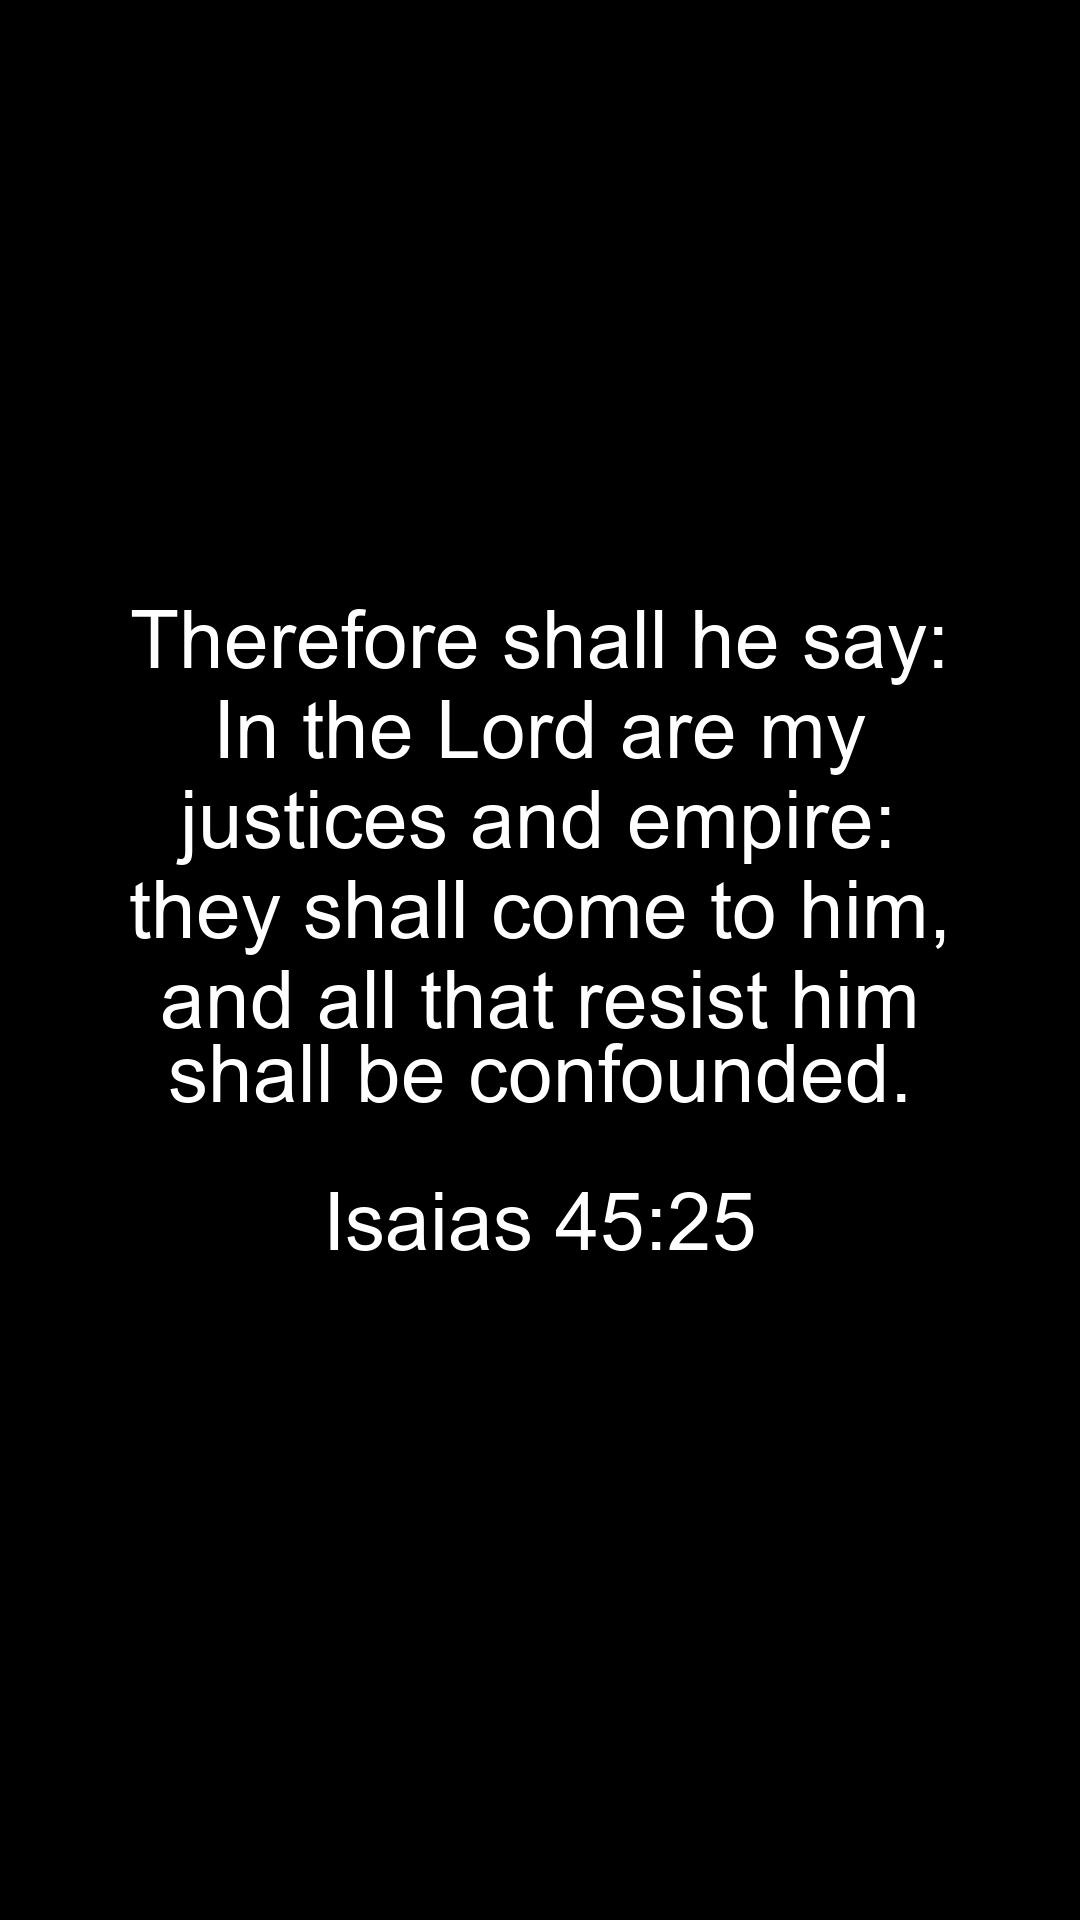 Therefore shall he say:
In the Lord are my
justices and empire:
they shall come to him,
and all that resist him
shall be confounded.
Isaias 45:25